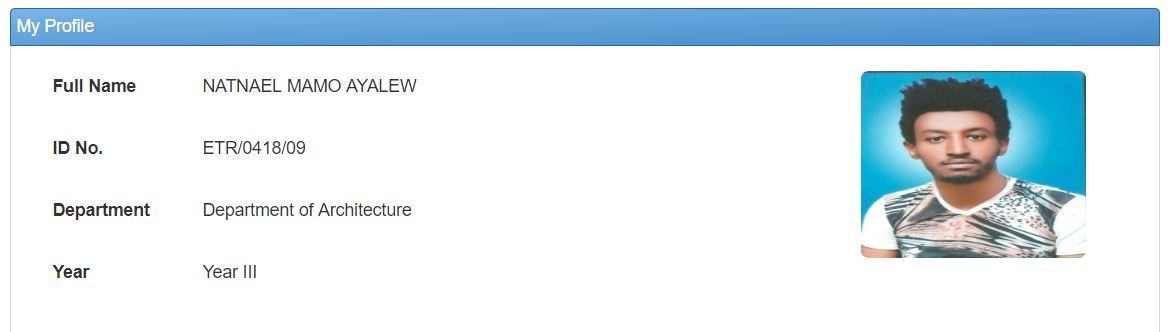 My Profile
Full Name NATNAEL MAMO AYALEW
ID No. ETR/0418/09
Department Department of Architecture
Year Year III